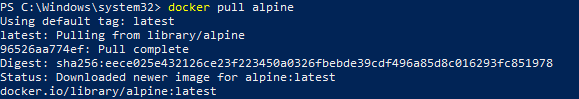 PS C:\Windows\system32> docker pull alpine
Using default tag: latest
latest: Pulling from library/alpine
96526aa774ef: Pull complete
Digest: sha256:eece025e432126ce23f223450a0326fbebde39cdf496a85d8c016293fc851978
Status: Downloaded newer image for alpine:latest
docker.io/library/alpine:latest